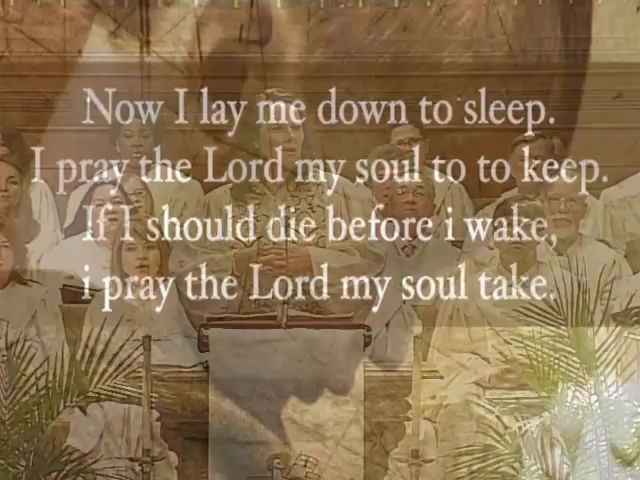 Now I lay me down to sleep.
I pray the Lord my soul to to keep.
If I should die before i wake,
i pray the Lord my soul take.